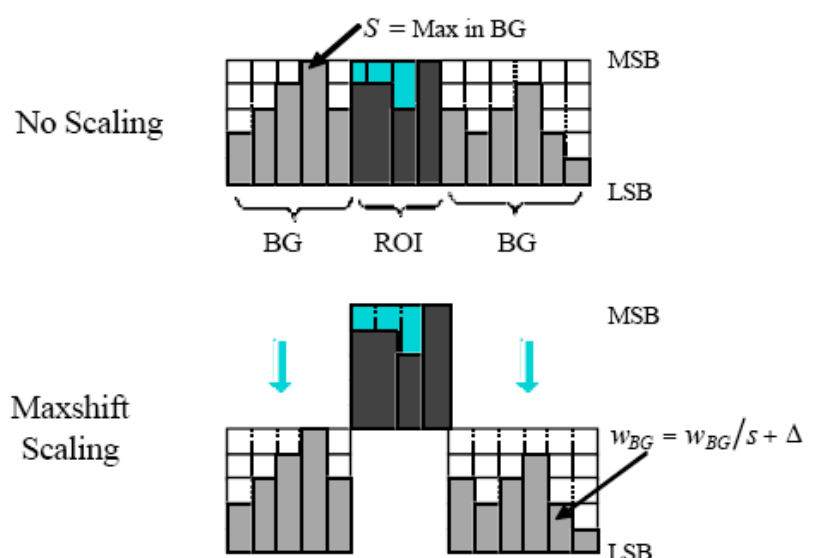 S = Max in BG
MSB
No Scaling
LSB
BG
ROI
BG
MSB
Maxshift
Scaling
w_BG = w_BG/s + Δ
LSB